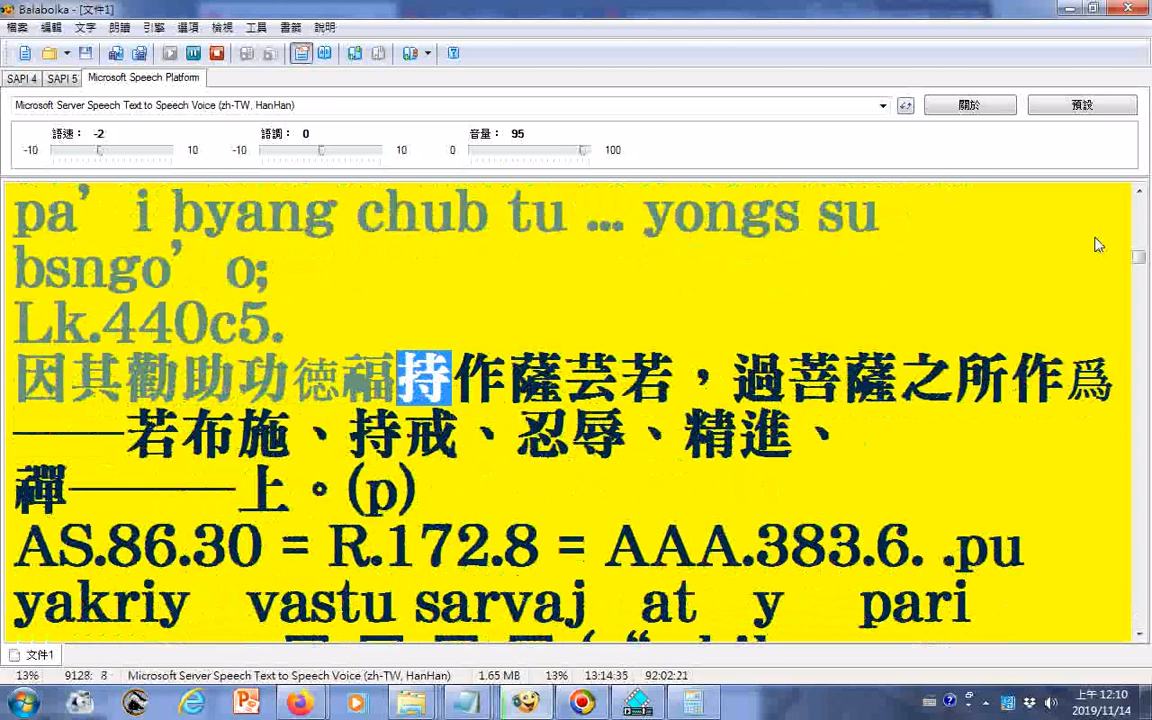 Balabolka - [文件1]
檔案 編輯 文字 朗讀 引擎 選項 檢視 工具 書籤 說明
SAPI 4 SAPI 5 Microsoft Speech Platform
Microsoft Server Speech Text to Speech Voice (zh-TW, HanHan) 關於 預設
語速： -2 語調： 0 音量： 95
-10 10 -10 10 0 100
pa’ i byang chub tu ... yongs su
bsngo’ o;
Lk.440c5.
因其勸助功徳福持作薩芸若，過菩薩之所作爲
——若布施、持戒、忍辱、精進、
禪———上。(p)
AS.86.30 = R.172.8 = AAA.383.6. .pu
yakriy vastu sarvaj at y pari
文件1
13% 9128: 8 Microsoft Server Speech Text to Speech Voice (zh-TW, HanHan) 1.65 MB 13% 13:14:35 92:02:21
上午 12:10
2019/11/14